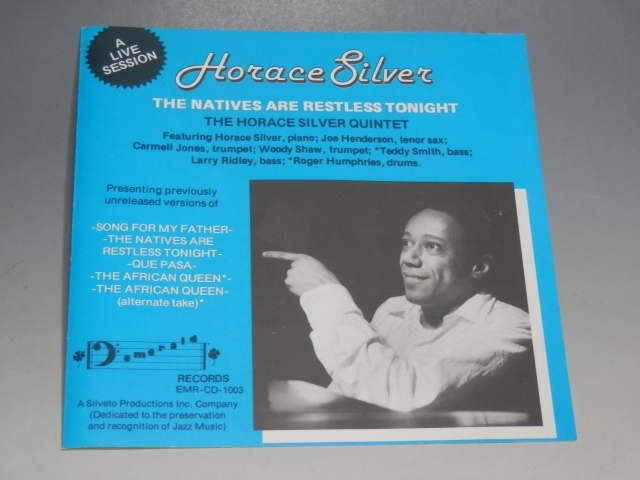 A
LIVE
SESSION
Horace Silver
THE NATIVES ARE RESTLESS TONIGHT
THE HORACE SILVER QUINTET
Featuring Horace Silver, piano; Joe Henderson, tenor sax;
Carmell Jones, trumpet; Woody Shaw, trumpet; *Teddy Smith, bass;
Larry Ridley, bass; *Roger Humphries, drums.
Presenting previously
unreleased versions of
-SONG FOR MY FATHER-
-THE NATIVES ARE
RESTLESS TONIGHT-
-QUE PASA-
-THE AFRICAN QUEEN*-
-THE AFRICAN QUEEN-
(alternate take)*
emerald
RECORDS
EMR-CD-1003
A Silveto Productions Inc. Company
(Dedicated to the preservation
and recognition of Jazz Music)